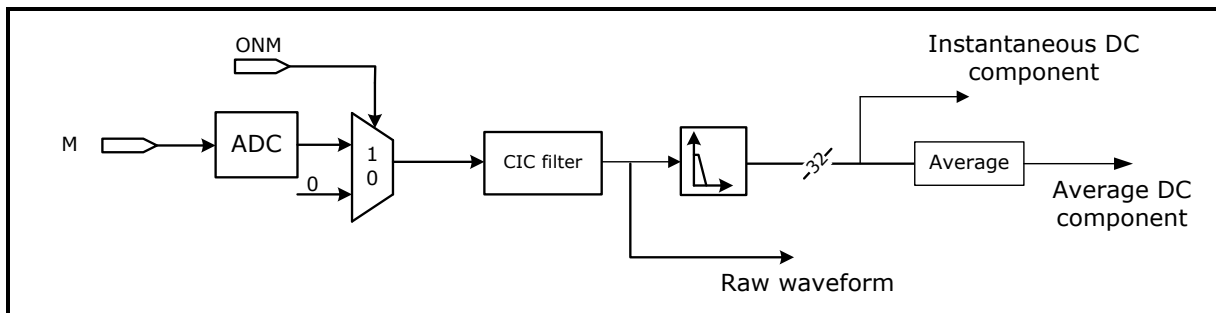 ONM
M
ADC
0
1
0
CIC filter
Raw waveform
32
Instantaneous DC
component
Average
Average DC
component